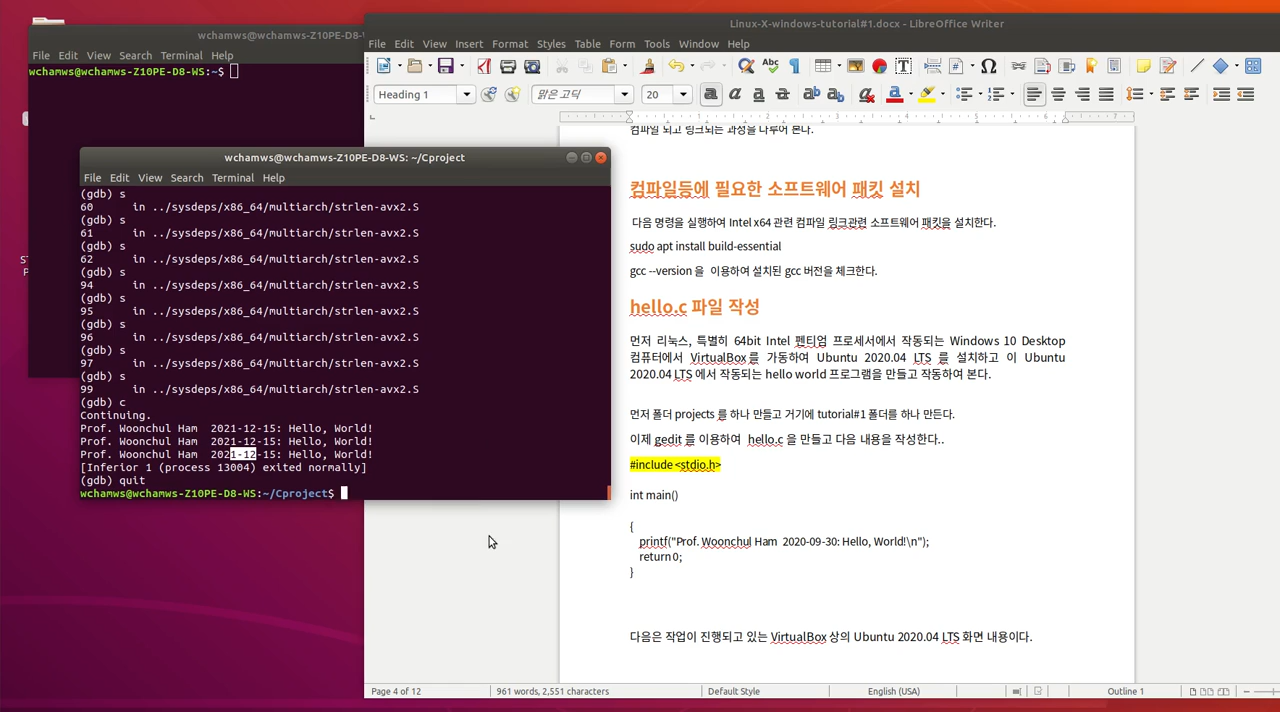 wchamws@wchamws-Z10PE-D8-W
File Edit View Search Terminal Help
wchamws@wchamws-Z10PE-D8-WS:~$
wchamws@wchamws-Z10PE-D8-WS: ~/Cproject
File Edit View Search Terminal Help
(gdb) s
60 in ../sysdeps/x86_64/multiarch/strlen-avx2.S
(gdb) s
61 in ../sysdeps/x86_64/multiarch/strlen-avx2.S
(gdb) s
62 in ../sysdeps/x86_64/multiarch/strlen-avx2.S
(gdb) s
94 in ../sysdeps/x86_64/multiarch/strlen-avx2.S
(gdb) s
95 in ../sysdeps/x86_64/multiarch/strlen-avx2.S
(gdb) s
96 in ../sysdeps/x86_64/multiarch/strlen-avx2.S
(gdb) s
97 in ../sysdeps/x86_64/multiarch/strlen-avx2.S
(gdb) s
99 in ../sysdeps/x86_64/multiarch/strlen-avx2.S
(gdb) c
Continuing.
Prof. Woonchul Ham 2021-12-15: Hello, World!
Prof. Woonchul Ham 2021-12-15: Hello, World!
Prof. Woonchul Ham 2021-12-15: Hello, World!
[Inferior 1 (process 13004) exited normally]
(gdb) quit
wchamws@wchamws-Z10PE-D8-WS:~/Cproject$
Linux-X-windows-tutorial#1.docx - LibreOffice Writer
File Edit View Insert Format Styles Table Form Tools Window Help
Heading 1 맑은 고딕 20
컴파일 되고 링크되는 과정을 다루어 본다.
컴파일등에 필요한 소프트웨어 패킷 설치
다음 명령을 실행하여 Intel x64 관련 컴파일 링크관련 소프트웨어 패킷을 설치한다.
sudo apt install build-essential
gcc --version 을 이용하여 설치된 gcc 버전을 체크한다.
hello.c 파일 작성
먼저 리눅스, 특별히 64bit Intel 펜티엄 프로세서에서 작동되는 Windows 10 Desktop
컴퓨터에서 VirtualBox 를 가동하여 Ubuntu 2020.04 LTS 를 설치하고 이 Ubuntu
2020.04 LTS 에서 작동되는 hello world 프로그램을 만들고 작동하여 본다.
먼저 폴더 projects 를 하나 만들고 거기에 tutorial#1 폴더를 하나 만든다.
이제 gedit 를 이용하여 hello.c 을 만들고 다음 내용을 작성한다..
#include <stdio.h>
int main()
{
printf("Prof. Woonchul Ham 2020-09-30: Hello, World!\n");
return 0;
}
다음은 작업이 진행되고 있는 VirtualBox 상의 Ubuntu 2020.04 LTS 화면 내용이다.
Page 4 of 12 961 words, 2,551 characters Default Style English (USA) Outline 1